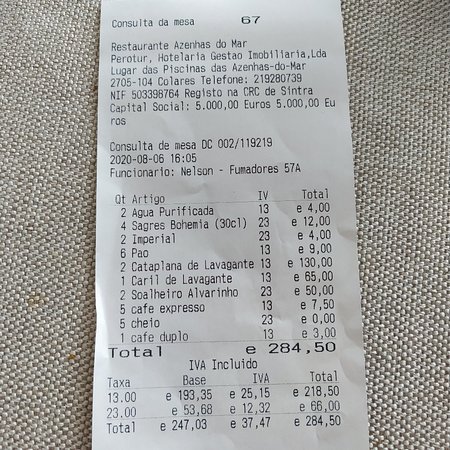 Consulta da mesa 67
Restaurante Azenhas do Mar
Perotur, Hotelaria Gestao Imobiliaria,Lda
Lugar das Piscinas das Azenhas-do-Mar
2705-104 Colares Telefone: 219280739
NIF 503398764 Registo na CRC de Sintra
Capital Social: 5.000,00 Euros 5.000,00 Eu
ros
Consulta de mesa DC 002/119219
2020-08-06 16:05
Funcionario: Nelson - Fumadores 57A
Qt Artigo IV Total
2 Agua Purificada 13 e 4,00
4 Sagres Bohemia (30cl) 23 e 12,00
2 Imperial 23 e 4,00
6 Pao 13 e 9,00
2 Cataplana de Lavagante 13 e 130,00
1 Caril de Lavagante 13 e 65,00
2 Soalheiro Alvarinho 23 e 50,00
5 cafe expresso 13 e 7,50
5 cheio 23 e 0,00
1 cafe duplo 13 e 3,00
Total e 284,50
IVA Incluido
Taxa Base IVA Total
13.00 e 193,35 e 25,15 e 218,50
23.00 e 53,68 e 12,32 e 66,00
Total e 247,03 e 37,47 e 284,50